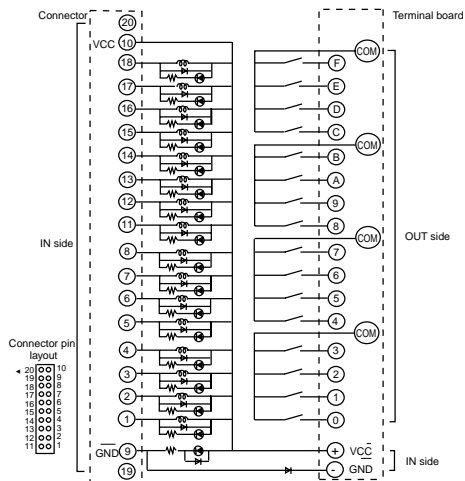 Connector
Terminal board
20
COM
VCC 10
18
F
17
E
16
D
15
C
COM
14
B
13
A
12
9
11
8
COM
IN side
OUT side
8
7
7
6
6
5
5
4
COM
4
3
3
2
2
1
1
0
Connector pin
layout
20 10
19 9
18 8
17 7
16 6
15 5
14 4
13 3
12 2
11 1
GND 9
+ VCC
IN side
- GND
19